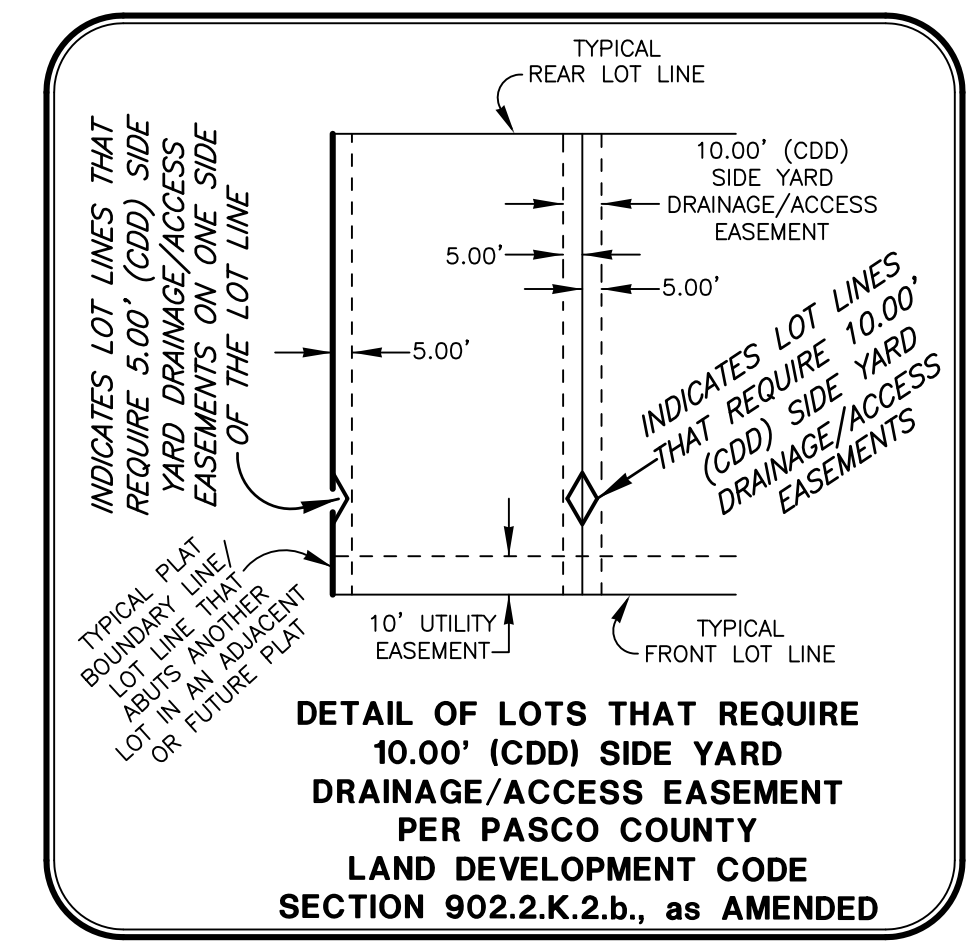 TYPICAL
REAR LOT LINE
INDICATES LOT LINES THAT
REQUIRE 5.00' (CDD) SIDE
YARD DRAINAGE/ACCESS
EASEMENTS ON ONE SIDE
OF THE LOT LINE
10.00' (CDD)
SIDE YARD
DRAINAGE/ACCESS
EASEMENT
5.00'
5.00'
5.00'
INDICATES LOT LINES
THAT REQUIRE 10.00',
(CDD) SIDE YARD
DRAINAGE/ACCESS
EASEMENTS
TYPICAL PLAT
BOUNDARY LINE/
LOT LINE THAT
ABUTS ANOTHER
LOT IN AN ADJACENT
OR FUTURE PLAT
10' UTILITY
EASEMENT
TYPICAL
FRONT LOT LINE
DETAIL OF LOTS THAT REQUIRE
10.00' (CDD) SIDE YARD
DRAINAGE/ACCESS EASEMENT
PER PASCO COUNTY
LAND DEVELOPMENT CODE
SECTION 902.2.K.2.b., as AMENDED